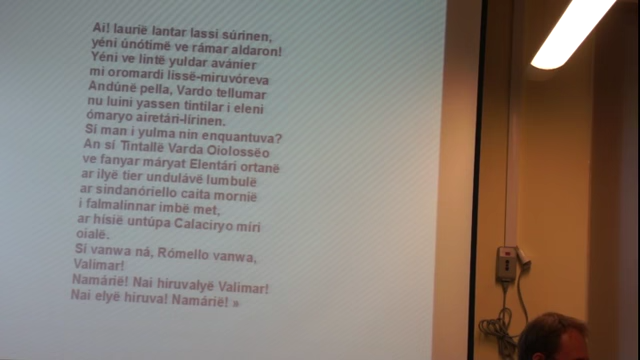 Ai! laurië lantar lassi súrinen,
yéni únótimë ve rámar aldaron!
Yéni ve lintë yuldar avánier
mi oromardi lissë-miruvóreva
Andúnë pella, Vardo tellumar
nu luini yassen tintilar i eleni
ómaryo airetári-lírinen.
Sí man i yulma nin enquantuva?
An sí Tintallë Varda Oiolossëo
ve fanyar máryat Elentári ortanë
ar ilyë tier undulávë lumbulë
ar sindanóriello caita mornië
i falmalinnar imbë met,
ar hísië untúpa Calaciryo míri
oialë.
Sí vanwa ná, Rómello vanwa,
Valimar!
Namárië! Nai hiruvalyë Valimar!
Nai elyë hiruva! Namárië! »